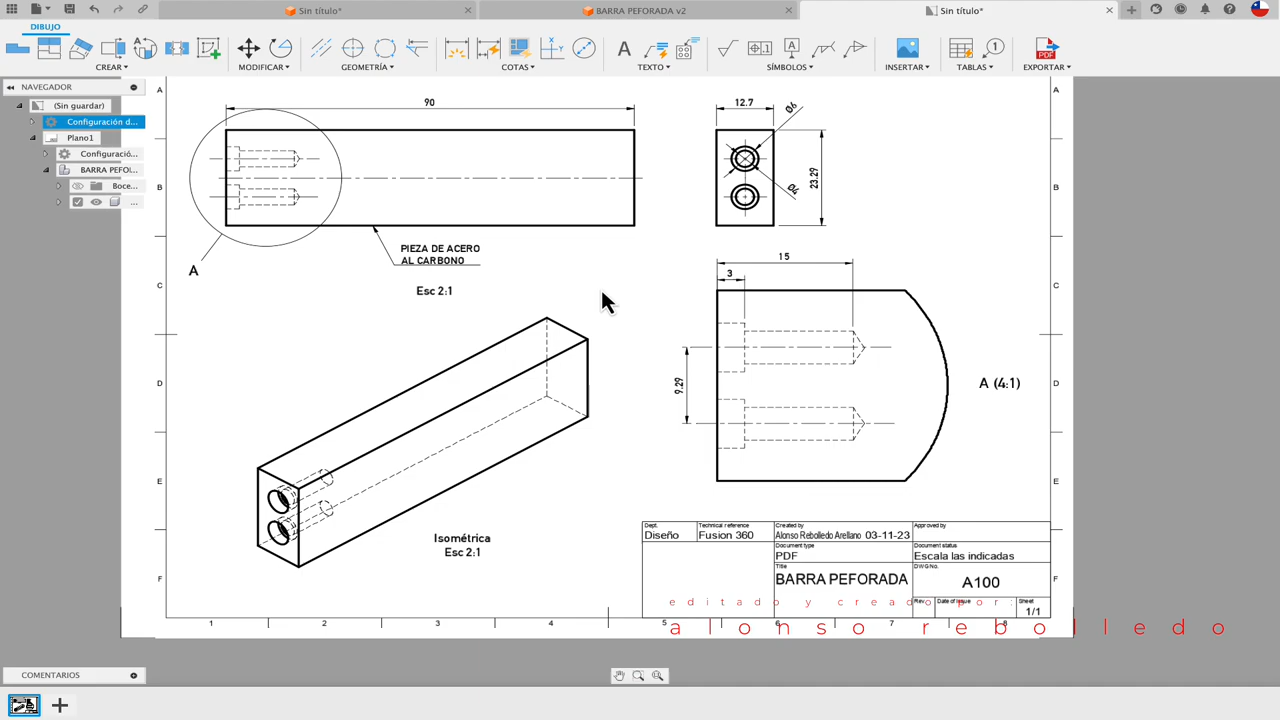 Sin título*
BARRA PEFORADA v2
Sin título*
DIBUJO
CREAR
MODIFICAR
GEOMETRÍA
COTAS
TEXTO
SÍMBOLOS
INSERTAR
TABLAS
EXPORTAR
PDF
NAVEGADOR
(Sin guardar)
Configuración d...
Plano1
Configuració...
BARRA PEFO...
Boce...
...
A
A
B
B
C
C
D
D
E
E
F
F
90
12.7
Ø6
Ø4
23.29
A
PIEZA DE ACERO
AL CARBONO
Esc 2:1
15
3
9.29
A (4:1)
Isométrica
Esc 2:1
Dept.
Diseño
Technical reference
Fusion 360
Created by
Alonso Rebolledo Arellano 03-11-23
Approved by
Document type
PDF
Document status
Escala las indicadas
Title
BARRA PEFORADA
DWG No.
A100
Rev.
Date of issue
Sheet
1/1
editado y creado por:
alonso rebolledo
1 2 3 4 5 6 7 8
COMENTARIOS